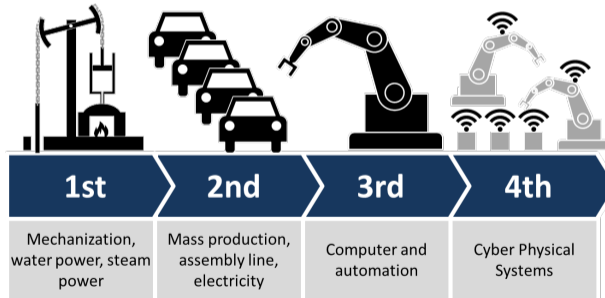 1st
2nd
3rd
4th
Mechanization,
water power, steam
power
Mass production,
assembly line,
electricity
Computer and
automation
Cyber Physical
Systems